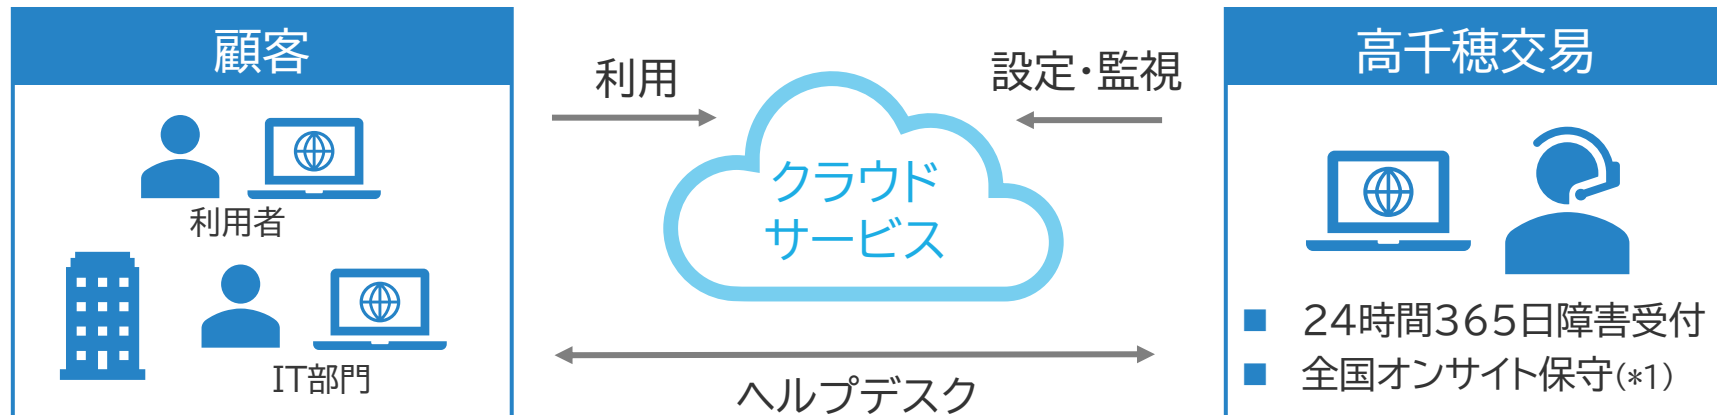 顧客
利用者
IT部門
利用
設定・監視
クラウド
サービス
ヘルプデスク
高千穂交易
■ 24時間365日障害受付
■ 全国オンサイト保守(*1)